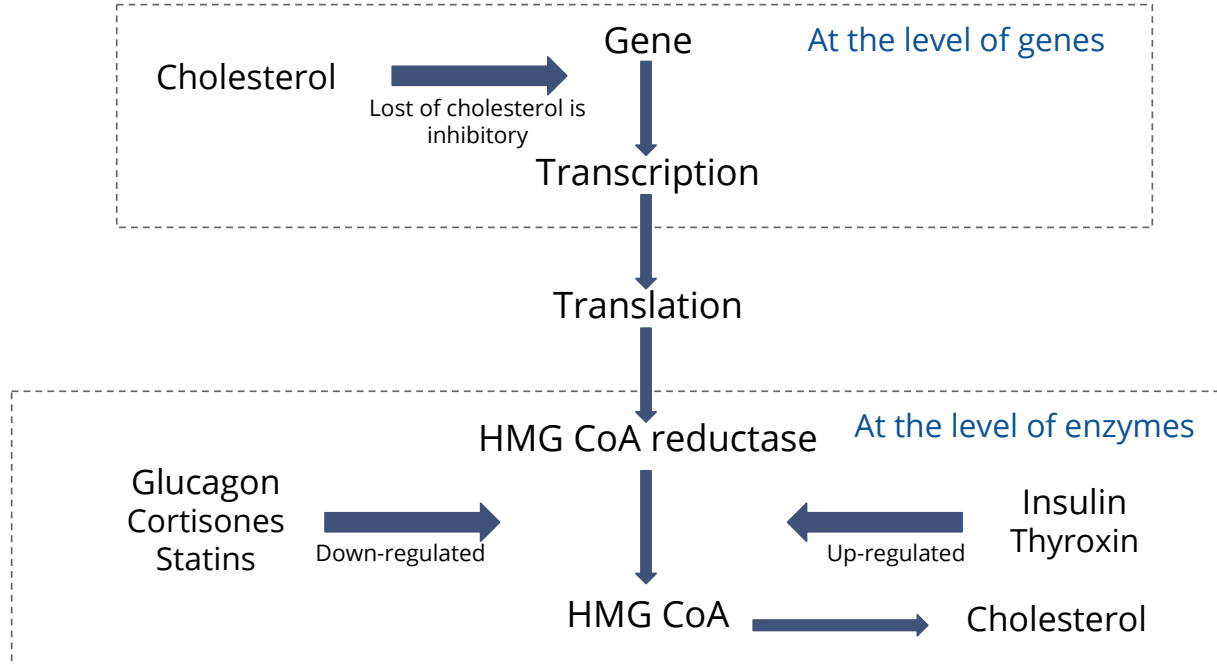 Gene
At the level of genes
Cholesterol
Lost of cholesterol is
inhibitory
Transcription
Translation
HMG CoA reductase
At the level of enzymes
Glucagon
Cortisones
Statins
Down-regulated
Insulin
Thyroxin
Up-regulated
HMG CoA
Cholesterol